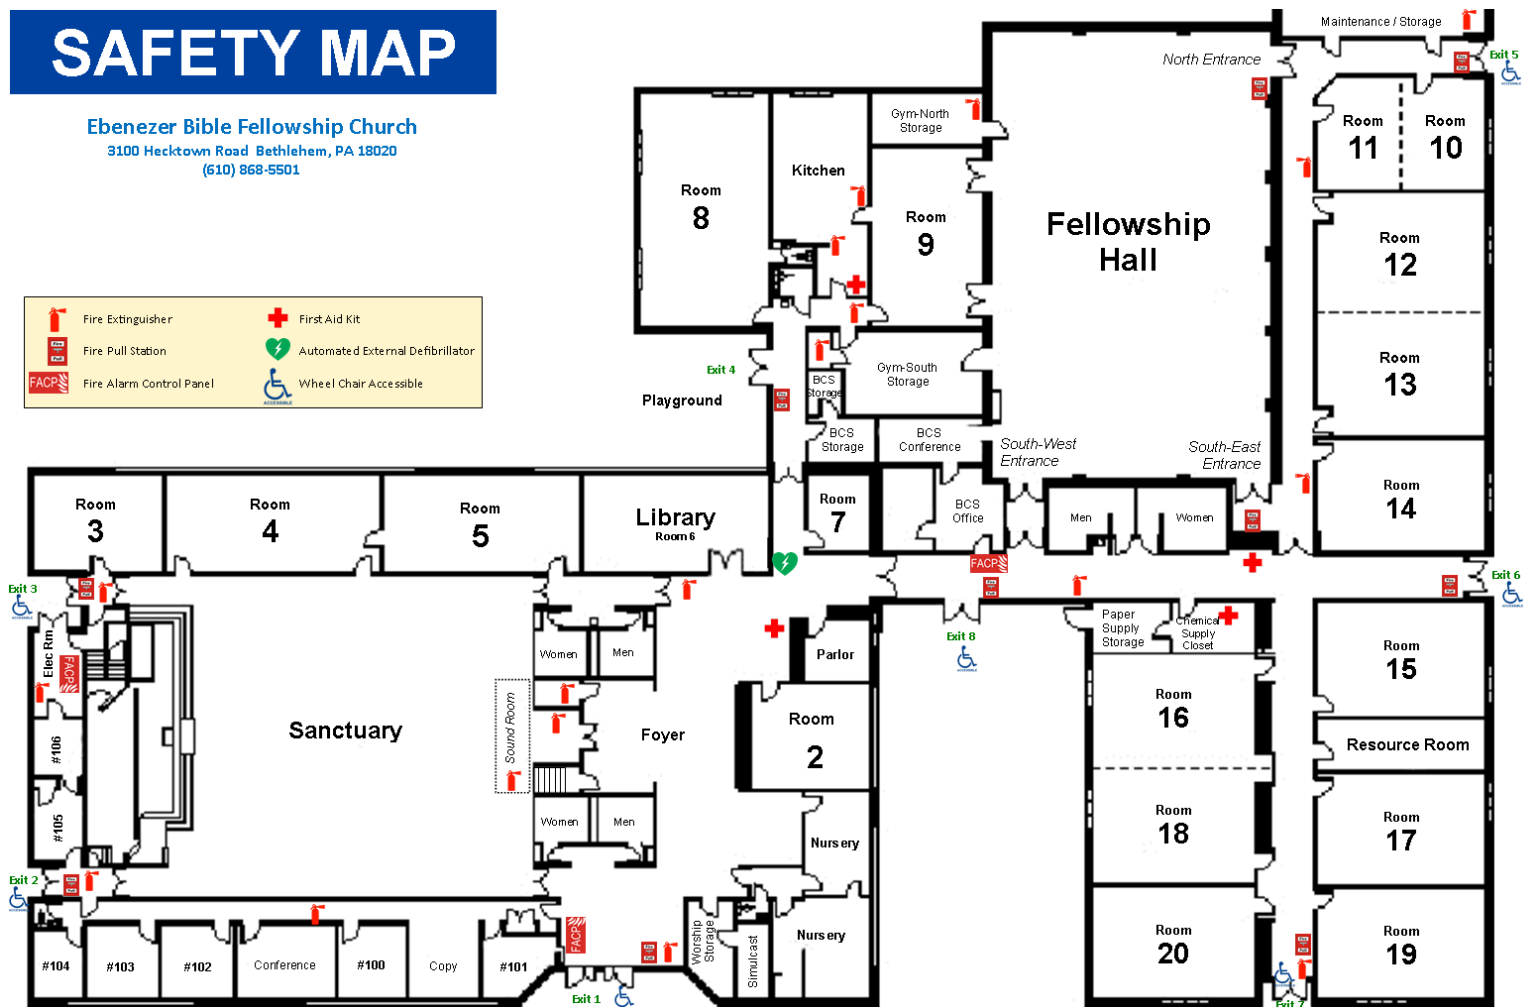 SAFETY MAP
Ebenezer Bible Fellowship Church
3100 Hecktown Road Bethlehem, PA 18020
(610) 868-5501
Fire Extinguisher
First Aid Kit
Fire Pull Station
Automated External Defibrillator
FACP
Fire Alarm Control Panel
Wheel Chair Accessible
Maintenance / Storage
North Entrance
Exit 5
Gym-North
Storage
Room
11
Room
10
Kitchen
Room
8
Room
9
Fellowship
Hall
Room
12
Exit 4
Gym-South
Storage
BCS
Storage
Room
13
Playground
BCS
Storage
BCS
Conference
South-West
Entrance
South-East
Entrance
Room
3
Room
4
Room
5
Library
Room 6
Room
7
BCS
Office
Men
Women
Room
14
FACP
Exit 3
Exit 6
Elec Rm
FACP
Women
Men
Parlor
Exit 8
Paper
Supply
Storage
Chemical
Supply
Closet
Room
15
Sanctuary
Sound Room
Foyer
Room
2
Room
16
Resource Room
#106
#105
Women
Men
Nursery
Room
18
Room
17
Exit 2
FACP
Worship
Storage
Simulcast
Nursery
Room
20
Room
19
#104
#103
#102
Conference
#100
Copy
#101
Exit 1
Exit 7